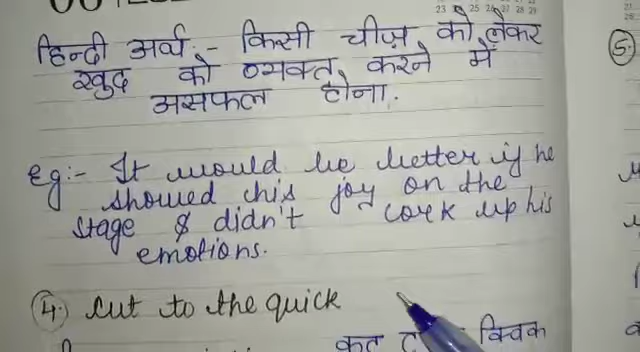 हिन्दी अर्थ :- किसी चीज़ को लेकर
खुद को व्यक्त करने में
असफल होना.
eg:- It would be better if he
showed his joy on the
stage & didn't cork up his
emotions.
4. cut to the quick
कट क्विक